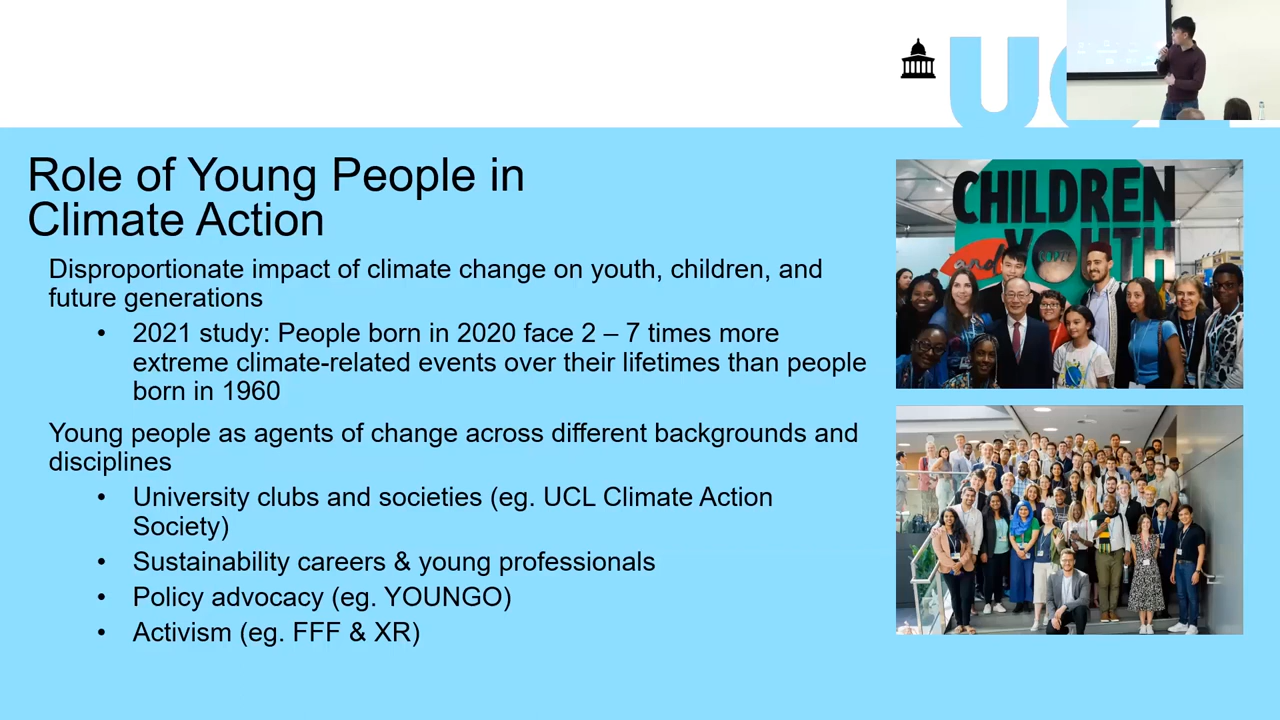 UCL
Role of Young People in
Climate Action
Disproportionate impact of climate change on youth, children, and
future generations
• 2021 study: People born in 2020 face 2 – 7 times more
extreme climate-related events over their lifetimes than people
born in 1960
Young people as agents of change across different backgrounds and
disciplines
• University clubs and societies (eg. UCL Climate Action
Society)
• Sustainability careers & young professionals
• Policy advocacy (eg. YOUNGO)
• Activism (eg. FFF & XR)
CHILDREN
and YOUTH